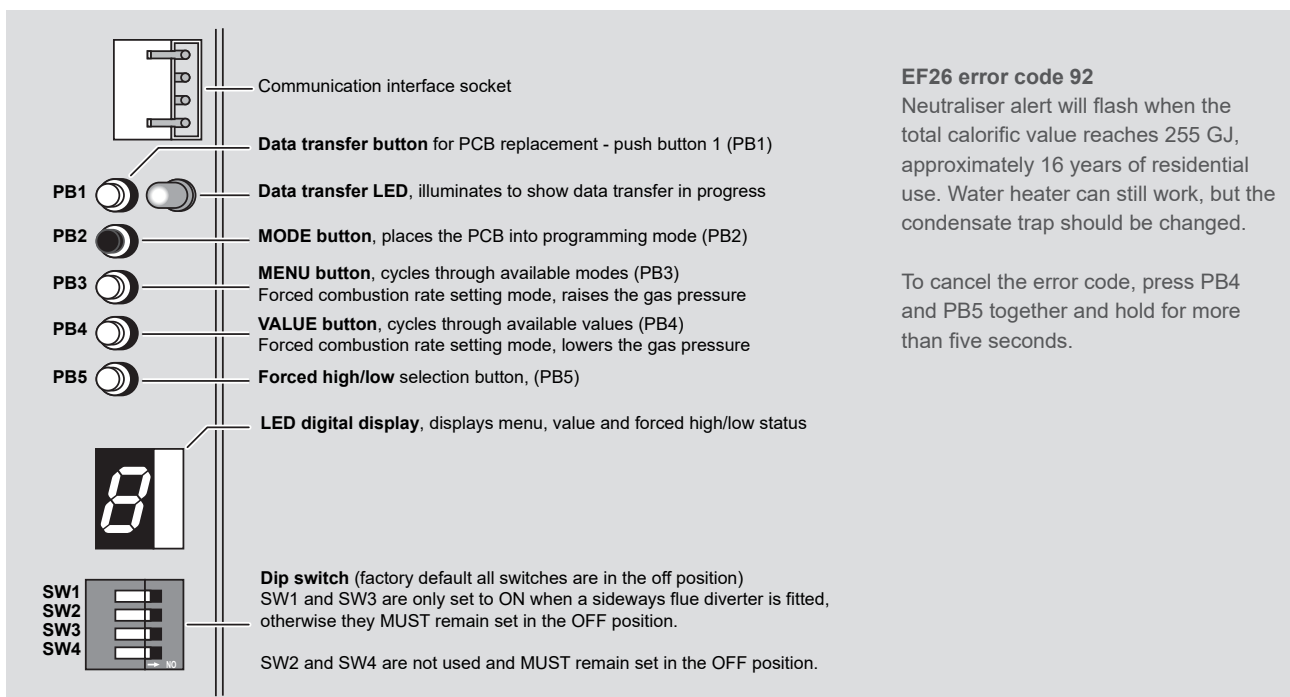 Communication interface socket
Data transfer button for PCB replacement - push button 1 (PB1)
PB1
Data transfer LED, illuminates to show data transfer in progress
PB2
MODE button, places the PCB into programming mode (PB2)
PB3
MENU button, cycles through available modes (PB3)
Forced combustion rate setting mode, raises the gas pressure
PB4
VALUE button, cycles through available values (PB4)
Forced combustion rate setting mode, lowers the gas pressure
PB5
Forced high/low selection button, (PB5)
LED digital display, displays menu, value and forced high/low status
8
SW1
SW2
SW3
SW4
→ NO
Dip switch (factory default all switches are in the off position)
SW1 and SW3 are only set to ON when a sideways flue diverter is fitted,
otherwise they MUST remain set in the OFF position.
SW2 and SW4 are not used and MUST remain set in the OFF position.
EF26 error code 92
Neutraliser alert will flash when the
total calorific value reaches 255 GJ,
approximately 16 years of residential
use. Water heater can still work, but the
condensate trap should be changed.
To cancel the error code, press PB4
and PB5 together and hold for more
than five seconds.